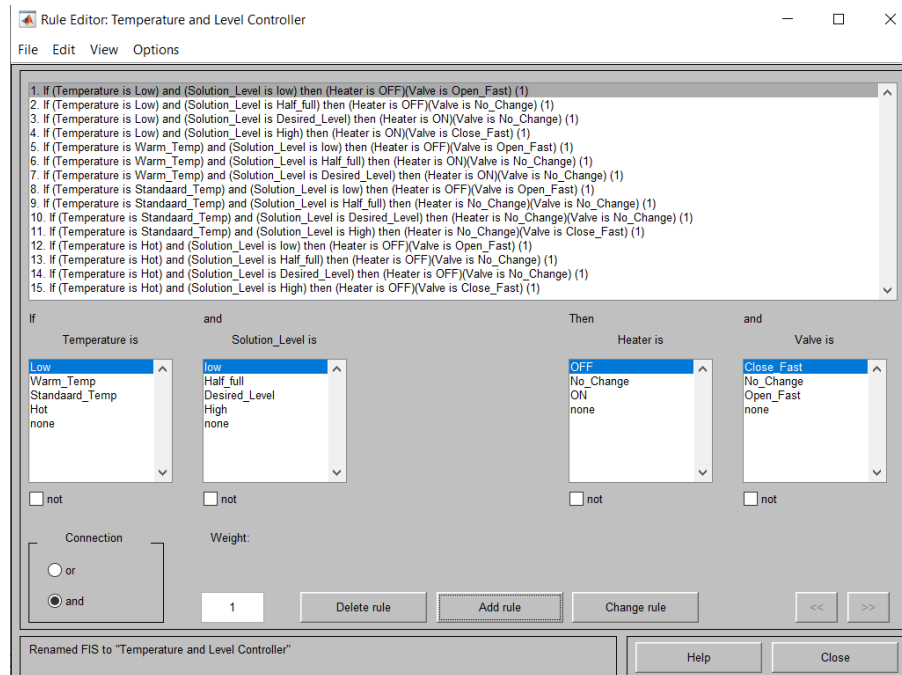 Rule Editor: Temperature and Level Controller
File Edit View Options
1. If (Temperature is Low) and (Solution_Level is low) then (Heater is OFF)(Valve is Open_Fast) (1)
2. If (Temperature is Low) and (Solution_Level is Half_full) then (Heater is OFF)(Valve is No_Change) (1)
3. If (Temperature is Low) and (Solution_Level is Desired_Level) then (Heater is ON)(Valve is No_Change) (1)
4. If (Temperature is Low) and (Solution_Level is High) then (Heater is ON)(Valve is Close_Fast) (1)
5. If (Temperature is Warm_Temp) and (Solution_Level is low) then (Heater is OFF)(Valve is Open_Fast) (1)
6. If (Temperature is Warm_Temp) and (Solution_Level is Half_full) then (Heater is ON)(Valve is No_Change) (1)
7. If (Temperature is Warm_Temp) and (Solution_Level is Desired_Level) then (Heater is ON)(Valve is No_Change) (1)
8. If (Temperature is Standaard_Temp) and (Solution_Level is low) then (Heater is OFF)(Valve is Open_Fast) (1)
9. If (Temperature is Standaard_Temp) and (Solution_Level is Half_full) then (Heater is No_Change)(Valve is No_Change) (1)
10. If (Temperature is Standaard_Temp) and (Solution_Level is Desired_Level) then (Heater is No_Change)(Valve is No_Change) (1)
11. If (Temperature is Standaard_Temp) and (Solution_Level is High) then (Heater is No_Change)(Valve is Close_Fast) (1)
12. If (Temperature is Hot) and (Solution_Level is low) then (Heater is OFF)(Valve is Open_Fast) (1)
13. If (Temperature is Hot) and (Solution_Level is Half_full) then (Heater is OFF)(Valve is No_Change) (1)
14. If (Temperature is Hot) and (Solution_Level is Desired_Level) then (Heater is OFF)(Valve is No_Change) (1)
15. If (Temperature is Hot) and (Solution_Level is High) then (Heater is OFF)(Valve is Close_Fast) (1)
If and Then and
Temperature is Solution_Level is Heater is Valve is
Low low OFF Close_Fast
Warm_Temp Half_full No_Change No_Change
Standaard_Temp Desired_Level ON Open_Fast
Hot High none none
none none
not not not not
Connection Weight:
or
and 1 Delete rule Add rule Change rule << >>
Renamed FIS to "Temperature and Level Controller" Help Close